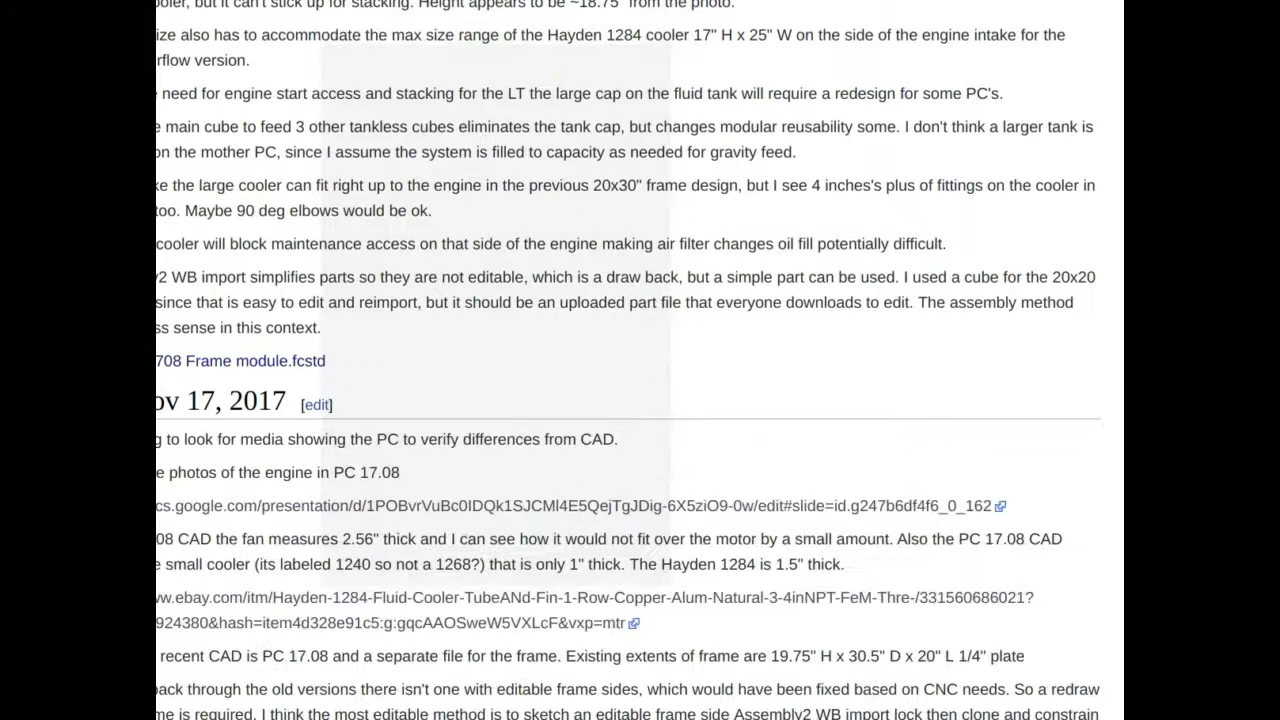 ooler, but it can't stick up for stacking. Height appears to be ~18.75" from the photo.
ize also has to accommodate the max size range of the Hayden 1284 cooler 17" H x 25" W on the side of the engine intake for the
rflow version.
need for engine start access and stacking for the LT the large cap on the fluid tank will require a redesign for some PC's.
e main cube to feed 3 other tankless cubes eliminates the tank cap, but changes modular reusability some. I don't think a larger tank is
on the mother PC, since I assume the system is filled to capacity as needed for gravity feed.
ke the large cooler can fit right up to the engine in the previous 20x30" frame design, but I see 4 inches's plus of fittings on the cooler in
too. Maybe 90 deg elbows would be ok.
cooler will block maintenance access on that side of the engine making air filter changes oil fill potentially difficult.
y2 WB import simplifies parts so they are not editable, which is a draw back, but a simple part can be used. I used a cube for the 20x20
since that is easy to edit and reimport, but it should be an uploaded part file that everyone downloads to edit. The assembly method
ss sense in this context.
708 Frame module.fcstd
ov 17, 2017 [edit]
g to look for media showing the PC to verify differences from CAD.
e photos of the engine in PC 17.08
cs.google.com/presentation/d/1POBvrVuBc0IDQk1SJCMl4E5QejTgJDig-6X5ziO9-0w/edit#slide=id.g247b6df4f6_0_162
08 CAD the fan measures 2.56" thick and I can see how it would not fit over the motor by a small amount. Also the PC 17.08 CAD
e small cooler (its labeled 1240 so not a 1268?) that is only 1" thick. The Hayden 1284 is 1.5" thick.
ww.ebay.com/itm/Hayden-1284-Fluid-Cooler-TubeANd-Fin-1-Row-Copper-Alum-Natural-3-4inNPT-FeM-Thre-/331560686021?
924380&hash=item4d328e91c5:g:gqcAAOSweW5VXLcF&vxp=mtr
recent CAD is PC 17.08 and a separate file for the frame. Existing extents of frame are 19.75" H x 30.5" D x 20" L 1/4" plate
ack through the old versions there isn't one with editable frame sides, which would have been fixed based on CNC needs. So a redraw
me is required. I think the most editable method is to sketch an editable frame side Assembly2 WB import lock then clone and constrain